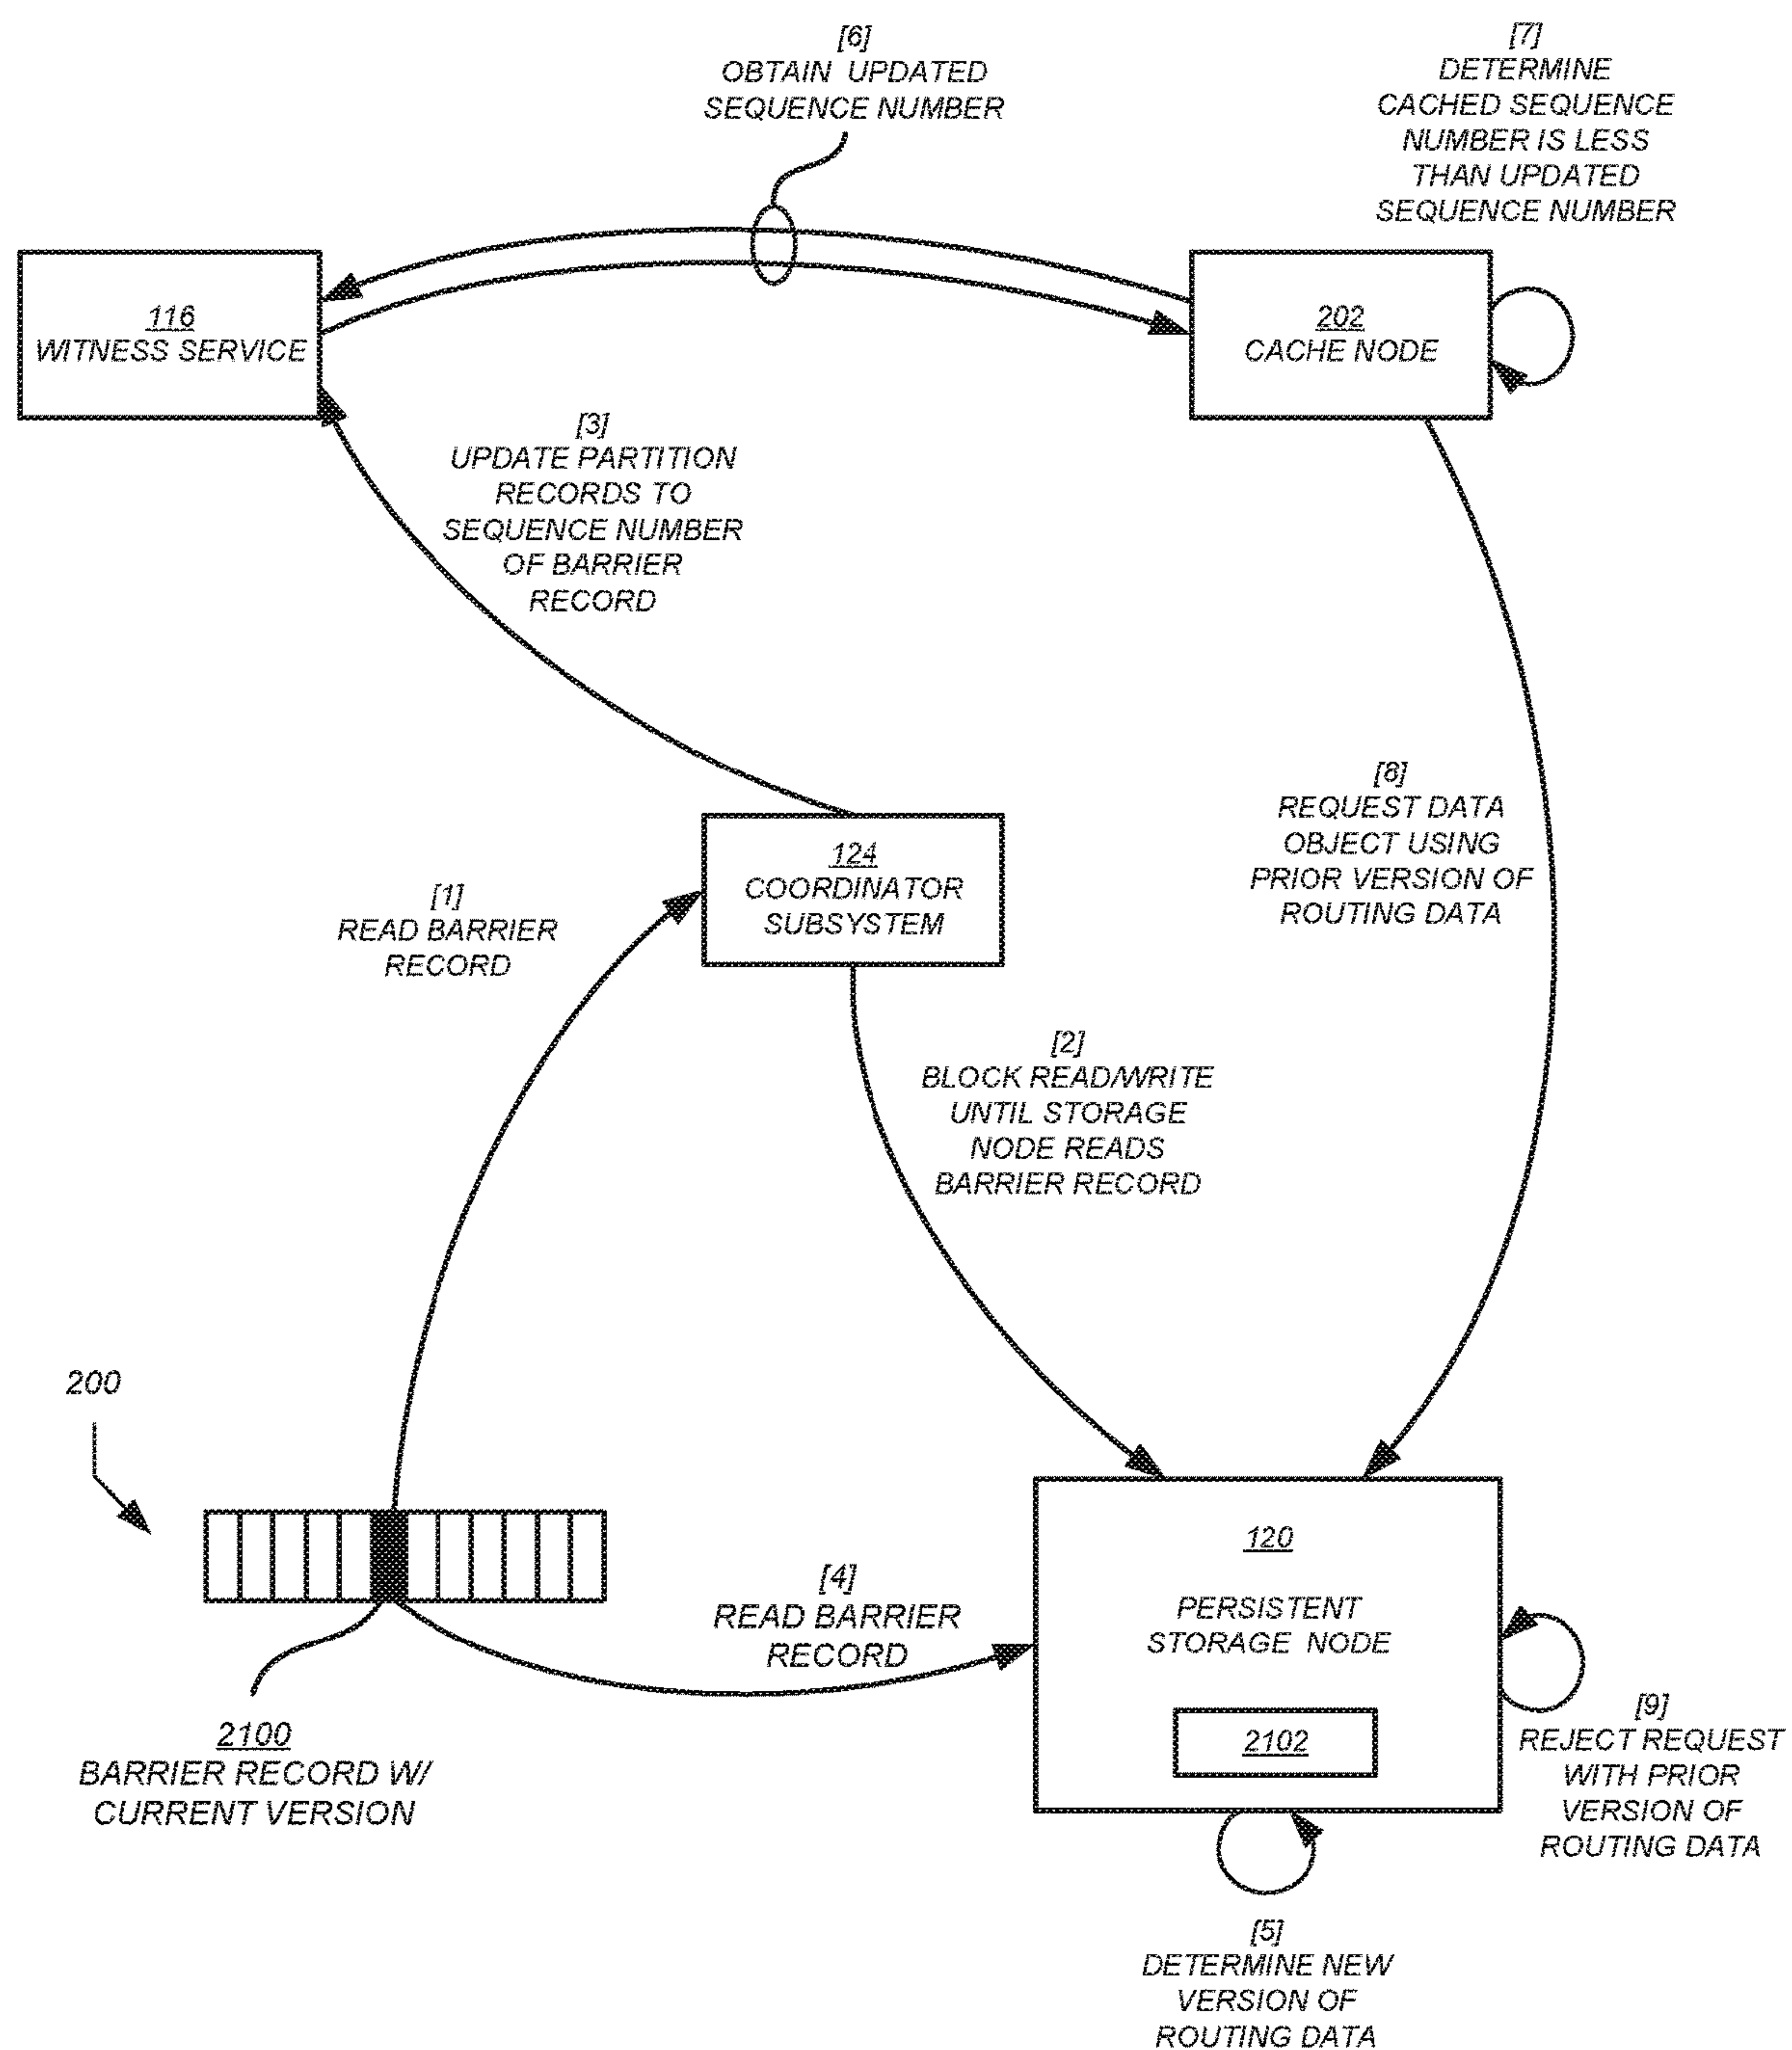 [6]
OBTAIN UPDATED
SEQUENCE NUMBER
[7]
DETERMINE
CACHED SEQUENCE
NUMBER IS LESS
THAN UPDATED
SEQUENCE NUMBER
116
WITNESS SERVICE
202
CACHE NODE
[3]
UPDATE PARTITION
RECORDS TO
SEQUENCE NUMBER
OF BARRIER
RECORD
[8]
REQUEST DATA
OBJECT USING
PRIOR VERSION OF
ROUTING DATA
124
COORDINATOR
SUBSYSTEM
[1]
READ BARRIER
RECORD
[2]
BLOCK READ/WRITE
UNTIL STORAGE
NODE READS
BARRIER RECORD
200
[4]
READ BARRIER
RECORD
120
PERSISTENT
STORAGE NODE
2102
2100
BARRIER RECORD W/
CURRENT VERSION
[9]
REJECT REQUEST
WITH PRIOR
VERSION OF
ROUTING DATA
[5]
DETERMINE NEW
VERSION OF
ROUTING DATA